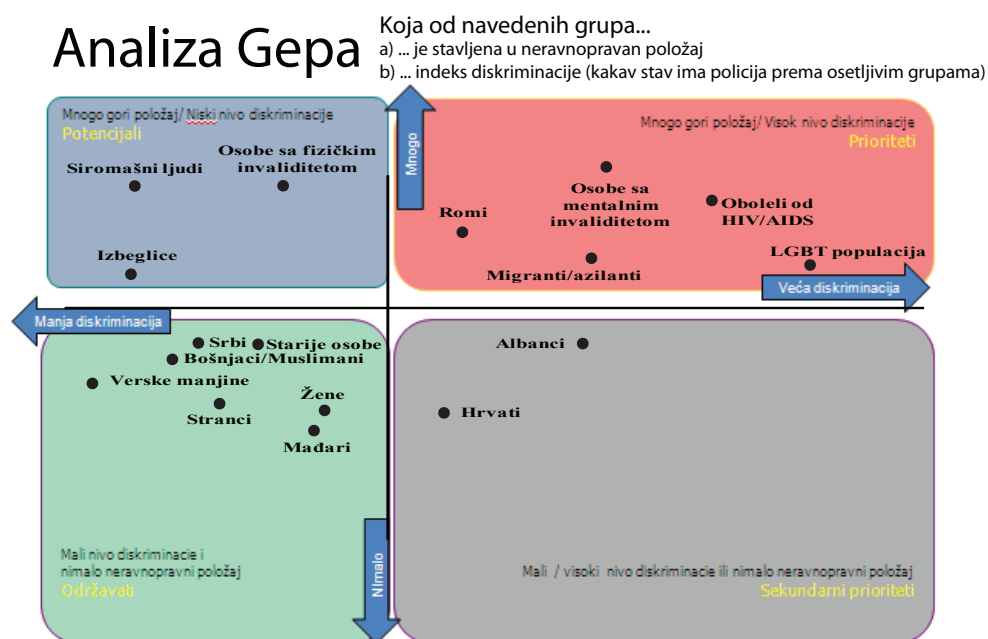 Analiza Gepa
Koja od navedenih grupa...
a) ... je stavljena u neravnopravan položaj
b) ... indeks diskriminacije (kakav stav ima policija prema osetljivim grupama)
Mnogo gori položaj/ Niski nivo diskriminacije
Potencijali
Siromašni ljudi
Osobe sa fizičkim
invaliditetom
Izbeglice
Mnogo
Mnogo gori položaj/ Visok nivo diskriminacije
Prioriteti
Romi
Osobe sa
mentalnim
invaliditetom
Oboleli od
HIV/AIDS
Migranti/azilanti
LGBT populacija
Veća diskriminacija
Manja diskriminacija
Srbi
Starije osobe
Bošnjaci/Muslimani
Verske manjine
Stranci
Žene
Mađari
Mali nivo diskriminacie i
nimalo neravnopravni položaj
Održavati
Nimalo
Albanci
Hrvati
Mali / visoki nivo diskriminacie ili nimalo neravnopravni položaj
Sekundarni prioriteti